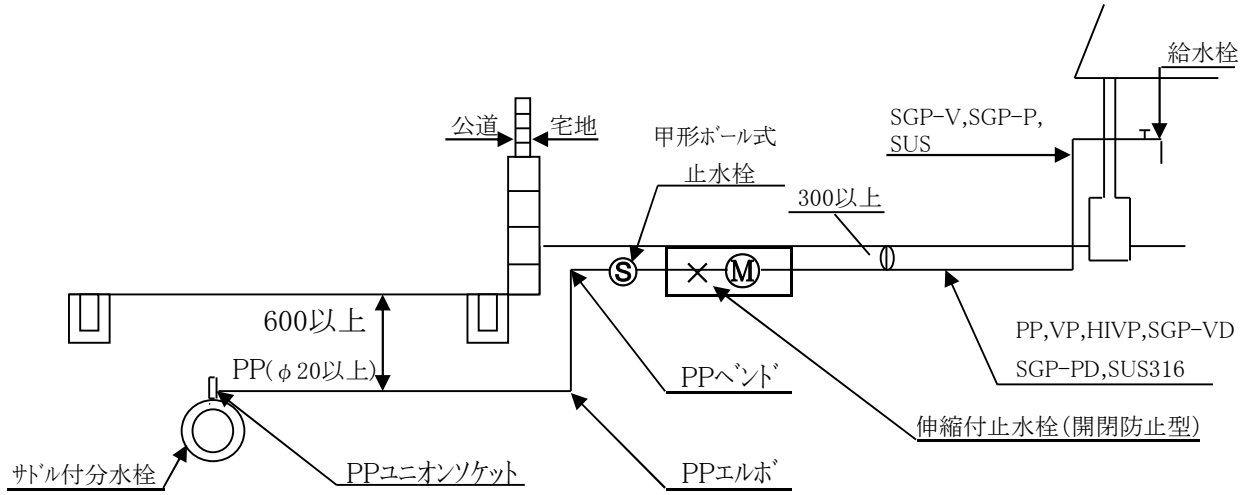 給水栓
公道
宅地
甲形ﾎﾞｰﾙ式
止水栓
SGP-V,SGP-P,
SUS
300以上
S
M
600以上
PP(φ20以上)
PPﾍﾞﾝﾄﾞ
PP,VP,HIVP,SGP-VD
SGP-PD,SUS316
伸縮付止水栓(開閉防止型)
ｻﾄﾞﾙ付分水栓
PPユニオンソケット
PPエルボ